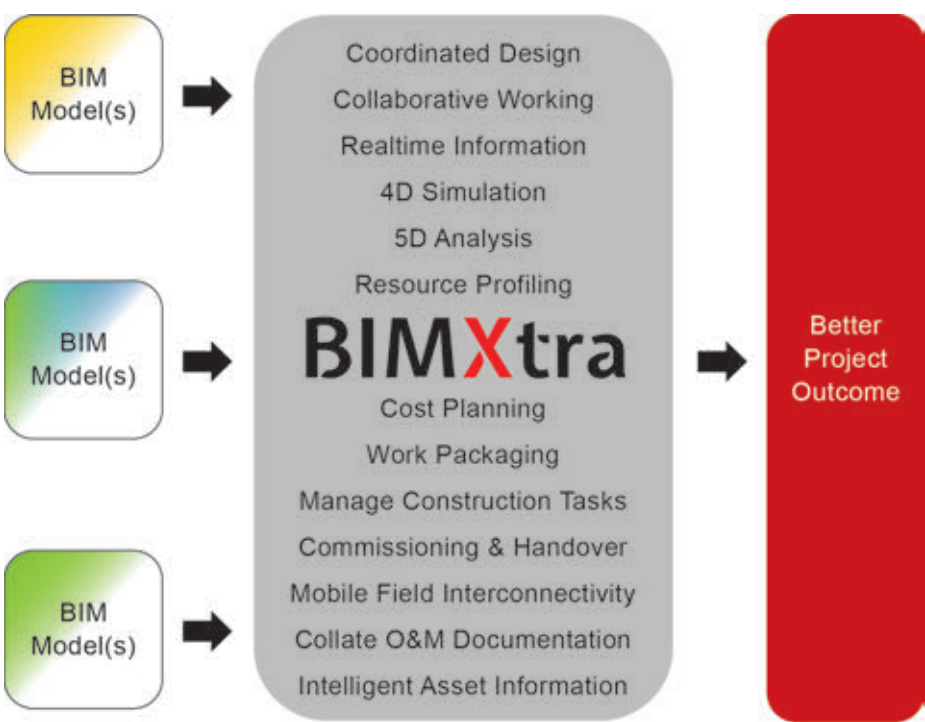 BIM
Model(s)
Coordinated Design
Collaborative Working
Realtime Information
4D Simulation
5D Analysis
Resource Profiling
BIM
Model(s)
BIMXtra
Better
Project
Outcome
Cost Planning
Work Packaging
Manage Construction Tasks
Commissioning & Handover
Mobile Field Interconnectivity
Collate O&M Documentation
Intelligent Asset Information
BIM
Model(s)